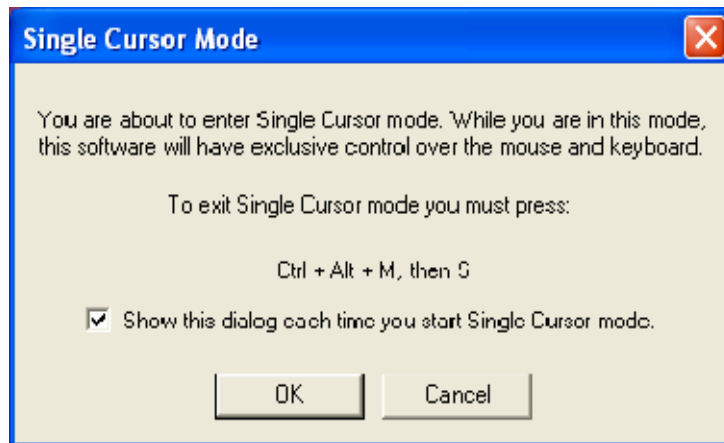 Single Cursor Mode
You are about to enter Single Cursor mode. While you are in this mode,
this software will have exclusive control over the mouse and keyboard.
To exit Single Cursor mode you must press:
Ctrl + Alt + M, then S
Show this dialog each time you start Single Cursor mode.
OK Cancel